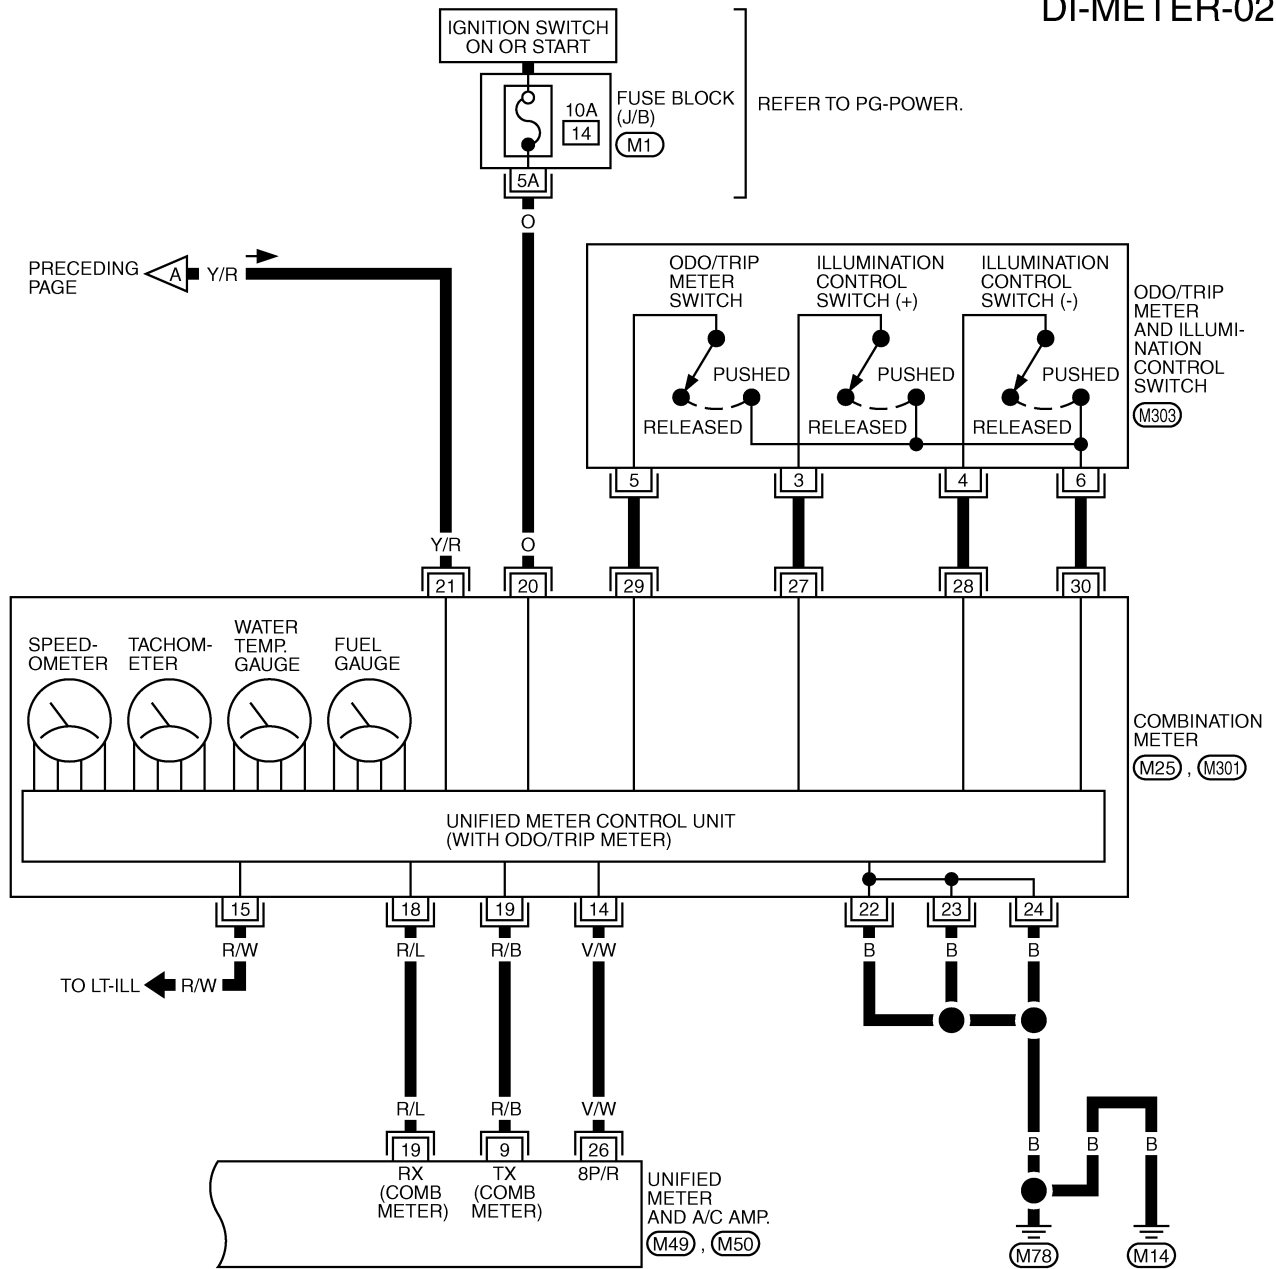 DI-METER-02
IGNITION SWITCH
ON OR START
10A
14
FUSE BLOCK
(J/B)
M1
REFER TO PG-POWER.
5A
O
PRECEDING
PAGE
A
Y/R
ODO/TRIP
METER
SWITCH
ILLUMINATION
CONTROL
SWITCH (+)
ILLUMINATION
CONTROL
SWITCH (-)
PUSHED
PUSHED
PUSHED
RELEASED
RELEASED
RELEASED
ODO/TRIP
METER
AND ILLUMI-
NATION
CONTROL
SWITCH
M303
5
3
4
6
Y/R
O
21
20
29
27
28
30
SPEED-
OMETER
TACHOM-
ETER
WATER
TEMP.
GAUGE
FUEL
GAUGE
COMBINATION
METER
M25 , M301
UNIFIED METER CONTROL UNIT
(WITH ODO/TRIP METER)
15
18
19
14
22
23
24
R/W
R/L
R/B
V/W
B
B
B
TO LT-ILL
R/W
R/L
R/B
V/W
19
9
26
RX
(COMB
METER)
TX
(COMB
METER)
8P/R
UNIFIED
METER
AND A/C AMP.
M49 , M50
B
B
B
M78
M14